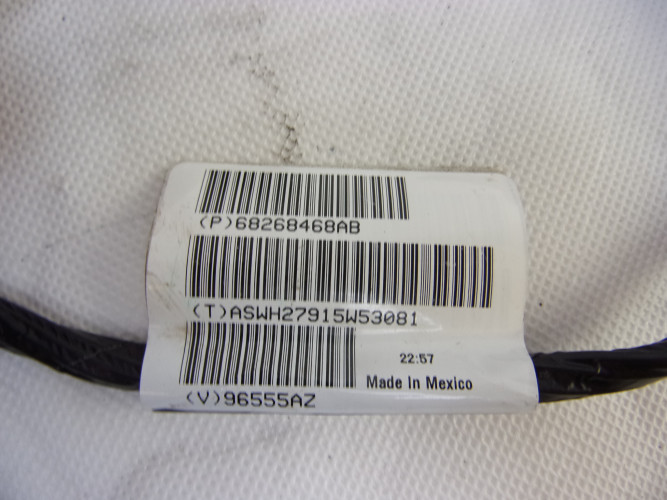 (P)68268468AB
(T)ASWH27915W53081
22:57
Made In Mexico
(V)96555AZ